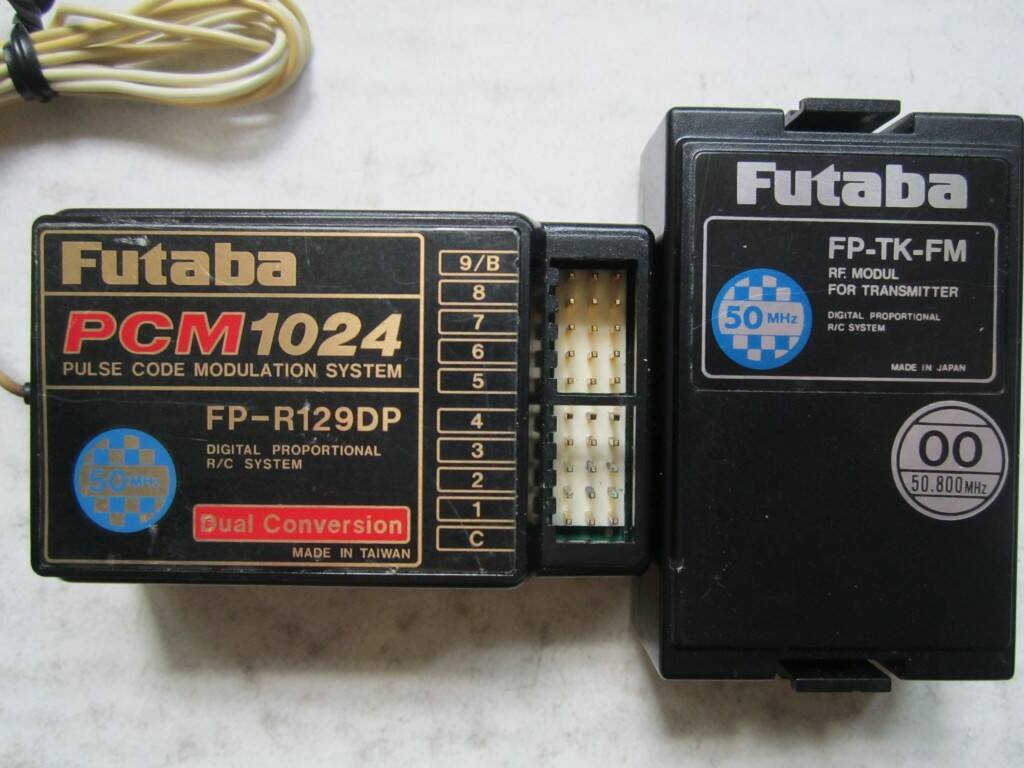 Futaba
PCM1024
PULSE CODE MODULATION SYSTEM
FP-R129DP
DIGITAL PROPORTIONAL
R/C SYSTEM
50 MHz
Dual Conversion
MADE IN TAIWAN
9/B
8
7
6
5
4
3
2
1
C
Futaba
FP-TK-FM
RF. MODUL
FOR TRANSMITTER
50 MHz
DIGITAL PROPORTIONAL
R/C SYSTEM
MADE IN JAPAN
00
50.800MHz